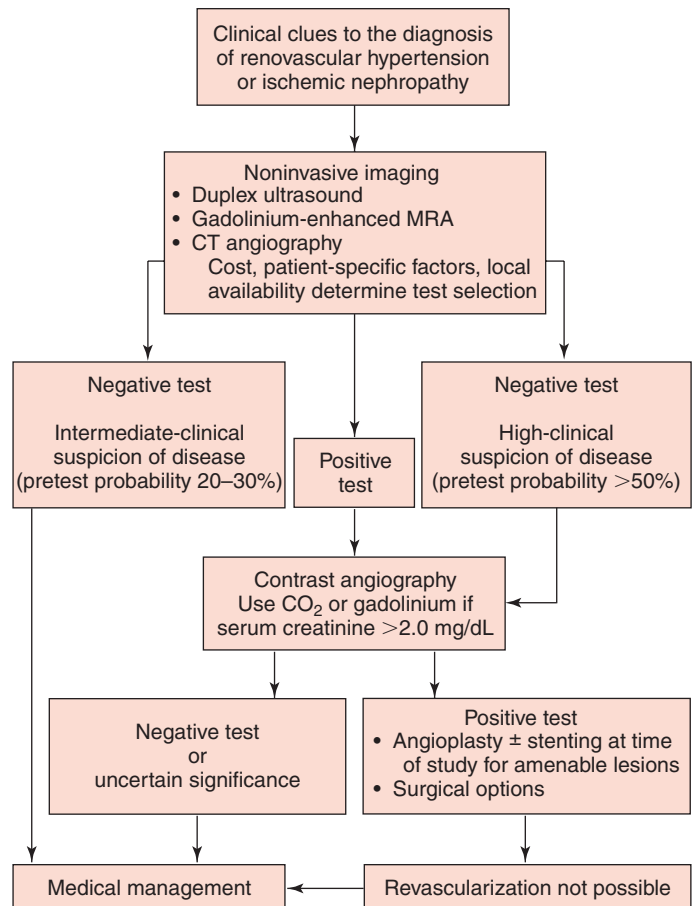 Clinical clues to the diagnosis
of renovascular hypertension
or ischemic nephropathy
Noninvasive imaging
• Duplex ultrasound
• Gadolinium-enhanced MRA
• CT angiography
Cost, patient-specific factors, local
availability determine test selection
Negative test
Intermediate-clinical
suspicion of disease
(pretest probability 20–30%)
Positive
test
Negative test
High-clinical
suspicion of disease
(pretest probability >50%)
Contrast angiography
Use CO₂ or gadolinium if
serum creatinine >2.0 mg/dL
Negative test
or
uncertain significance
Positive test
• Angioplasty ± stenting at time
of study for amenable lesions
• Surgical options
Medical management
Revascularization not possible